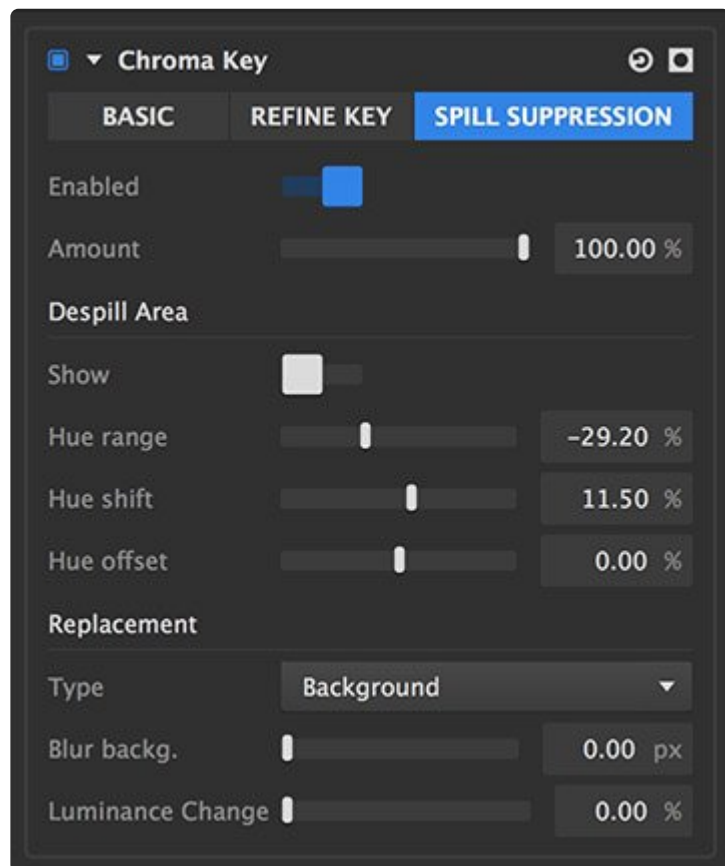 Chroma Key
BASIC REFINE KEY SPILL SUPPRESSION
Enabled
Amount 100.00 %
Despill Area
Show
Hue range -29.20 %
Hue shift 11.50 %
Hue offset 0.00 %
Replacement
Type Background
Blur backg. 0.00 px
Luminance Change 0.00 %